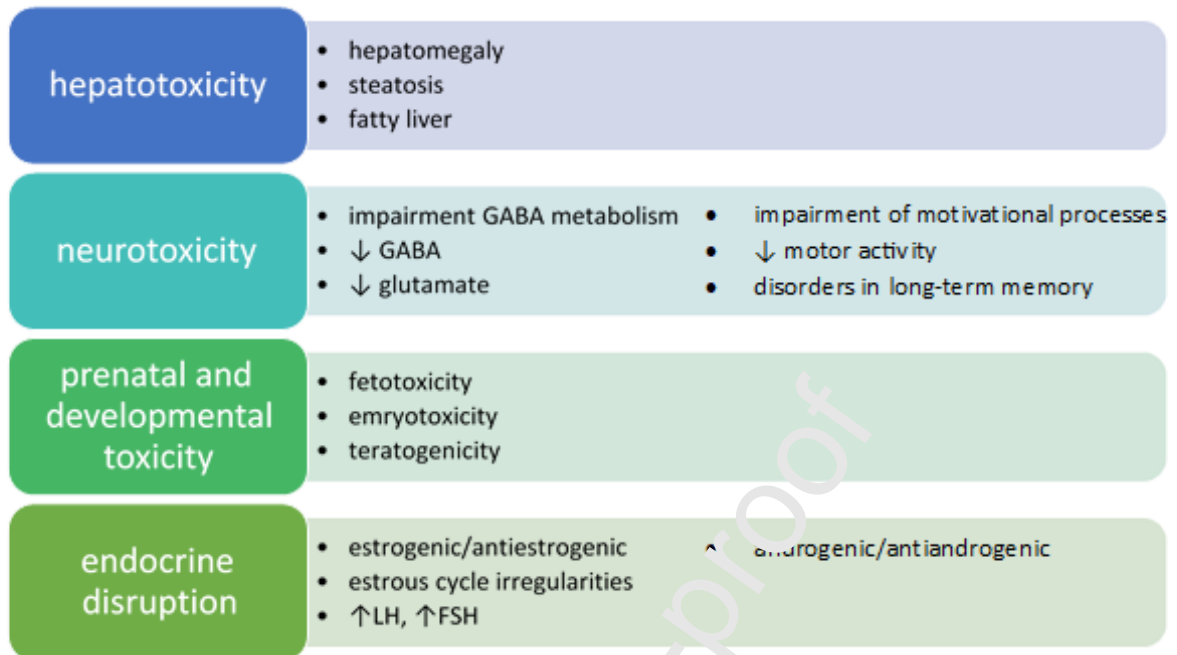 hepatotoxicity
• hepatomegaly
• steatosis
• fatty liver
neurotoxicity
• impairment GABA metabolism
• ↓ GABA
• ↓ glutamate
• impairment of motivational processes
• ↓ motor activity
• disorders in long-term memory
prenatal and
developmental
toxicity
• fetotoxicity
• emryotoxicity
• teratogenicity
endocrine
disruption
• estrogenic/antiestrogenic
• estrous cycle irregularities
• ↑LH, ↑FSH
• androgenic/antiandrogenic
proof